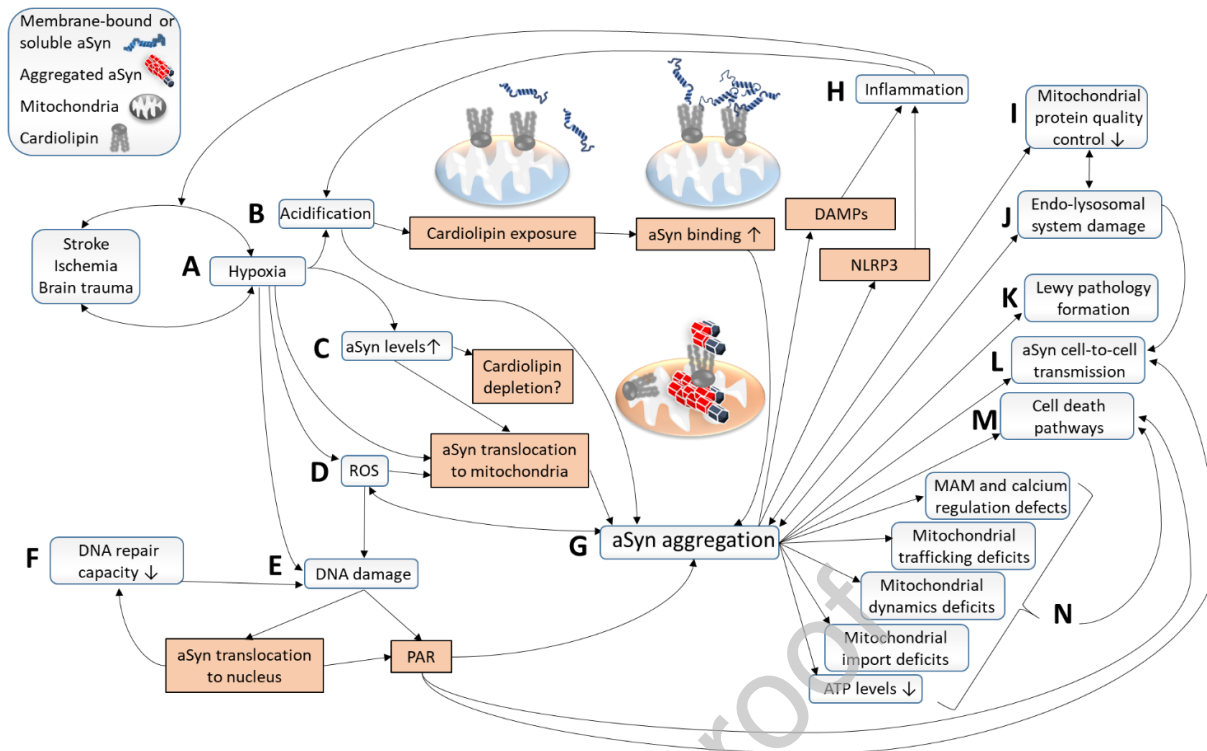 Membrane-bound or
soluble aSyn
Aggregated aSyn
Mitochondria
Cardiolipin
H
Inflammation
I
Mitochondrial
protein quality
control ↓
B
Acidification
Cardiolipin exposure
aSyn binding ↑
DAMPs
J
Endo-lysosomal
system damage
Stroke
Ischemia
Brain trauma
A
Hypoxia
NLRP3
K
Lewy pathology
formation
C
aSyn levels↑
Cardiolipin
depletion?
L
aSyn cell-to-cell
transmission
M
Cell death
pathways
D
ROS
aSyn translocation
to mitochondria
MAM and calcium
regulation defects
G
aSyn aggregation
Mitochondrial
trafficking deficits
F
DNA repair
capacity ↓
E
DNA damage
Mitochondrial
dynamics deficits
N
Mitochondrial
import deficits
aSyn translocation
to nucleus
PAR
ATP levels ↓
proof